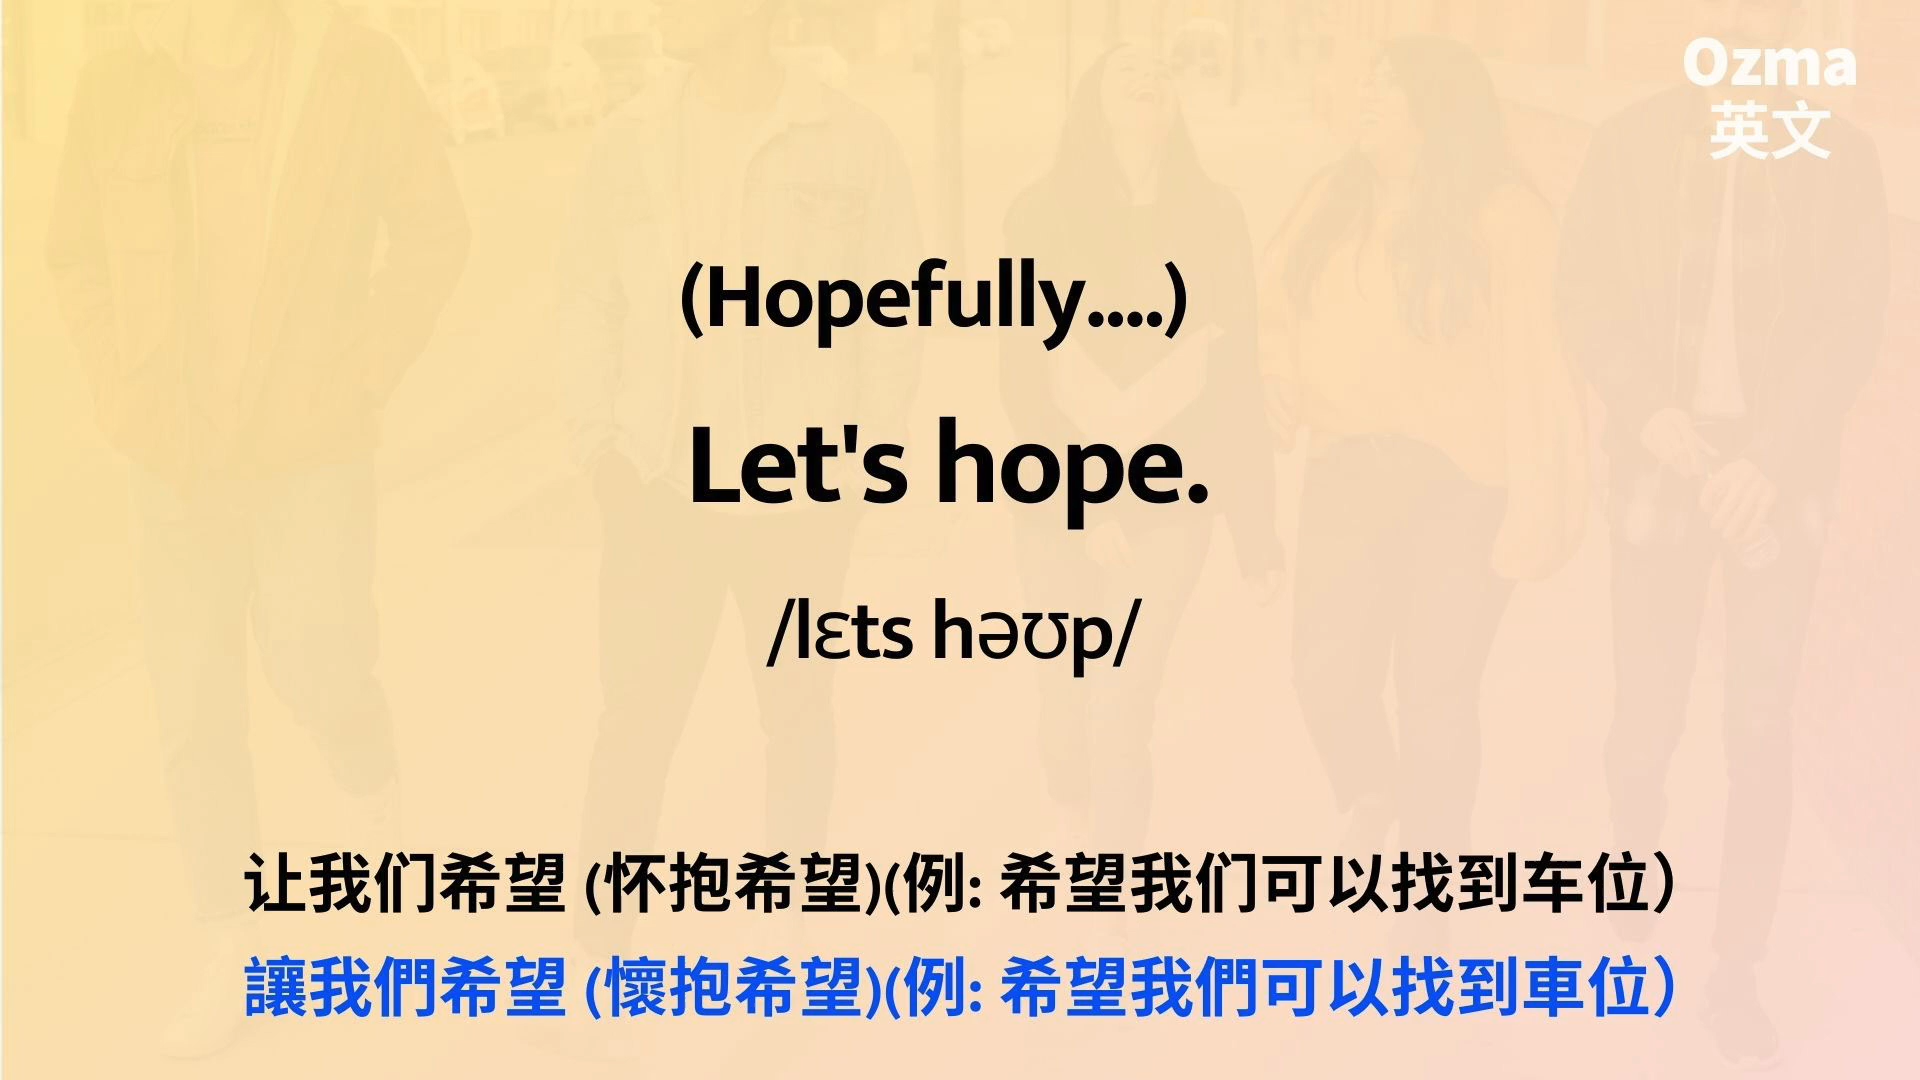 Ozma
英文
(Hopefully....)
Let's hope.
/lɛts həʊp/
让我们希望 (怀抱希望)(例: 希望我们可以找到车位）
讓我們希望 (懷抱希望)(例: 希望我們可以找到車位）